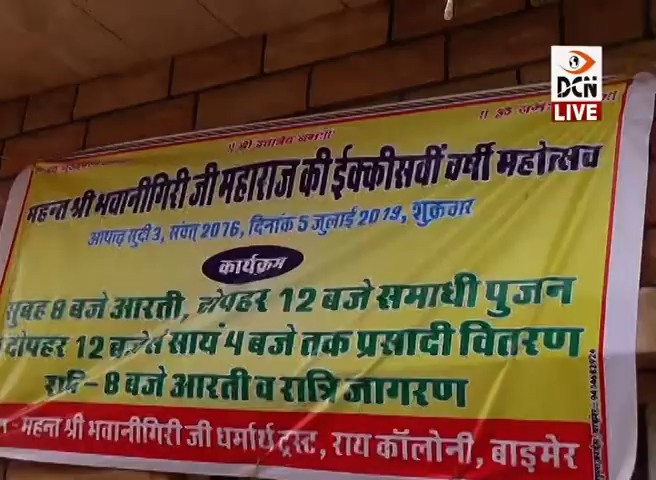 DCN
LIVE
महन्त श्री भवानीगिरी जी महाराज की ईक्कीसवीं वर्षी महोत्सव
आषाढ़ सुदी 3, संवत् 2076, दिनांक 5 जुलाई 2019, शुक्रवार
कार्यक्रम
सुबह 8 बजे आरती, दोपहर 12 बजे समाधी पुजन
दोपहर 12 बजे से सायं 4 बजे तक प्रसादी वितरण
रात्रि - 8 बजे आरती व रात्रि जागरण
महन्त श्री भवानीगिरी जी धर्मार्थ ट्रस्ट, राय कॉलोनी, बाड़मेर